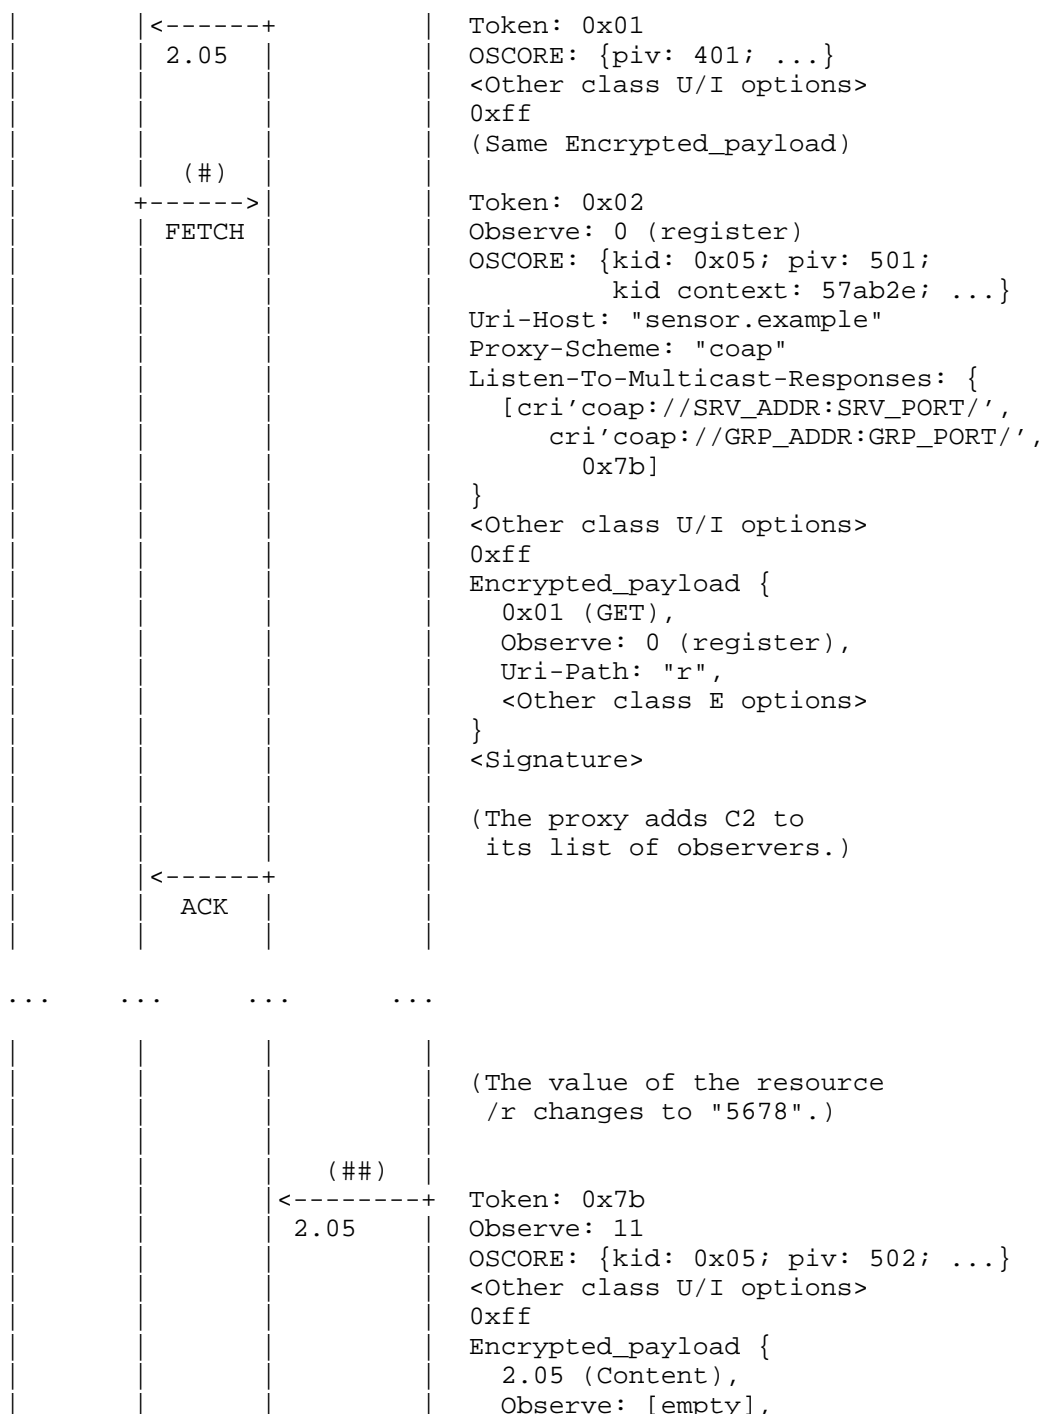 |        |<------+          |  Token: 0x01
|        | 2.05  |          |  OSCORE: {piv: 401; ...}
|        |       |          |  <Other class U/I options>
|        |       |          |  0xff
|        |       |          |  (Same Encrypted_payload)
|        |  (#)  |          |
|        +------>|          |  Token: 0x02
|        | FETCH |          |  Observe: 0 (register)
|        |       |          |  OSCORE: {kid: 0x05; piv: 501;
|        |       |          |           kid context: 57ab2e; ...}
|        |       |          |  Uri-Host: "sensor.example"
|        |       |          |  Proxy-Scheme: "coap"
|        |       |          |  Listen-To-Multicast-Responses: {
|        |       |          |    [cri'coap://SRV_ADDR:SRV_PORT/',
|        |       |          |       cri'coap://GRP_ADDR:GRP_PORT/',
|        |       |          |         0x7b]
|        |       |          |  }
|        |       |          |  <Other class U/I options>
|        |       |          |  0xff
|        |       |          |  Encrypted_payload {
|        |       |          |    0x01 (GET),
|        |       |          |    Observe: 0 (register),
|        |       |          |    Uri-Path: "r",
|        |       |          |    <Other class E options>
|        |       |          |  }
|        |       |          |  <Signature>
|        |       |          |
|        |       |          |  (The proxy adds C2 to
|        |       |          |   its list of observers.)
|        |<------+          |
|        |  ACK  |          |
|        |       |          |
...     ...     ...        ...
|        |       |          |
|        |       |          |  (The value of the resource
|        |       |          |   /r changes to "5678".)
|        |       |          |
|        |       |   (##)   |
|        |       |<---------+  Token: 0x7b
|        |       | 2.05     |  Observe: 11
|        |       |          |  OSCORE: {kid: 0x05; piv: 502; ...}
|        |       |          |  <Other class U/I options>
|        |       |          |  0xff
|        |       |          |  Encrypted_payload {
|        |       |          |    2.05 (Content),
|        |       |          |    Observe: [empty],